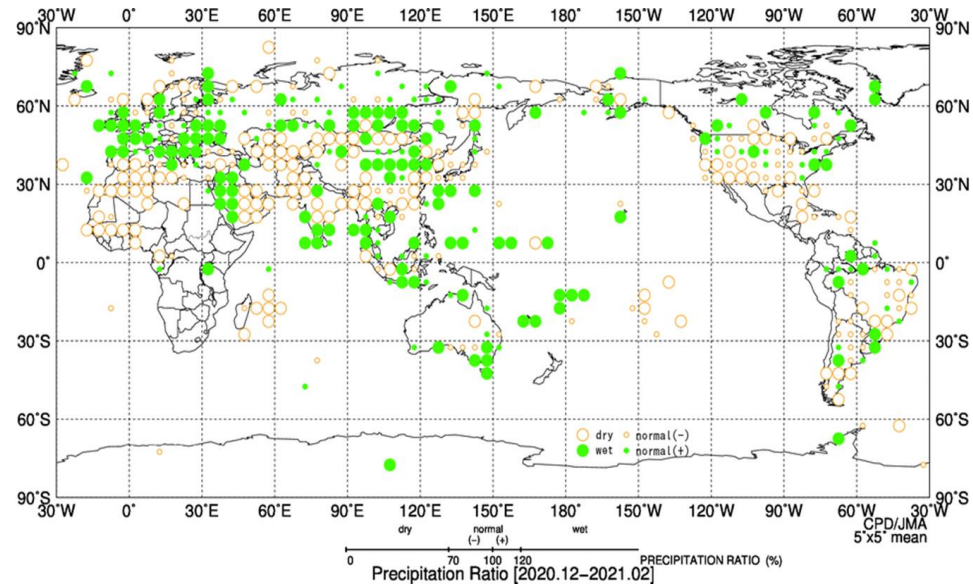 30°W 0° 30°E 60°E 90°E 120°E 150°E 180° 150°W 120°W 90°W 60°W 30°W
90°N 90°N
60°N 60°N
30°N 30°N
0° 0°
30°S 30°S
60°S 60°S
90°S 90°S
dry normal(-)
wet normal(+)
30°W 0° 30°E 60°E 90°E 120°E 150°E 180° 150°W 120°W 90°W 60°W 30°W
CPD/JMA
5°x5° mean
dry normal wet
(-) (+)
0 70 100 120 PRECIPITATION RATIO (%)
Precipitation Ratio [2020.12-2021.02]